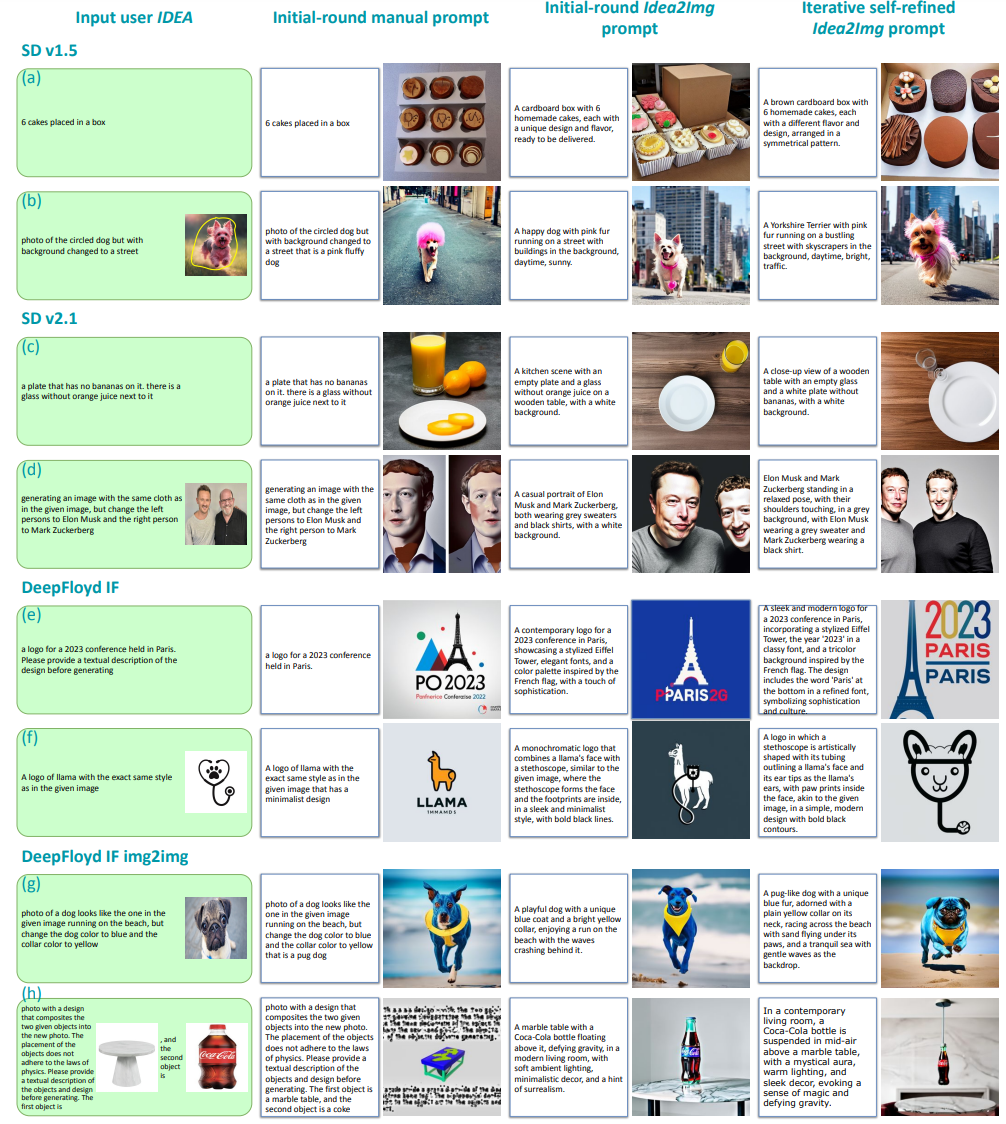 Input user IDEA
Initial-round manual prompt
Initial-round Idea2Img
prompt
Iterative self-refined
Idea2Img prompt
SD v1.5
(a)
6 cakes placed in a box
6 cakes placed in a box
A cardboard box with 6
homemade cakes, each with
a unique design and flavor,
ready to be delivered.
A brown cardboard box with
6 homemade cakes, each
with a different flavor and
design, arranged in a
symmetrical pattern.
(b)
photo of the circled dog but with
background changed to a street
photo of the circled dog but
with background changed to
a street that is a pink fluffy
dog
A happy dog with pink fur
running on a street with
buildings in the background,
daytime, sunny.
A Yorkshire Terrier with pink
fur running on a bustling
street with skyscrapers in the
background, daytime, bright,
traffic.
SD v2.1
(c)
a plate that has no bananas on it. there is a
glass without orange juice next to it
a plate that has no bananas
on it. there is a glass without
orange juice next to it
A kitchen scene with an
empty plate and a glass
without orange juice on a
wooden table, with a white
background.
A close-up view of a wooden
table with an empty glass
and a white plate without
bananas, with a white
background.
(d)
generating an image with the same cloth as
in the given image, but change the left
persons to Elon Musk and the right person
to Mark Zuckerberg
generating an image with the
same cloth as in the given
image, but change the left
persons to Elon Musk and
the right person to Mark
Zuckerberg
A casual portrait of Elon
Musk and Mark Zuckerberg,
both wearing grey sweaters
and black shirts, with a white
background.
Elon Musk and Mark
Zuckerberg standing in a
relaxed pose, with their
shoulders touching, in a grey
background, with Elon Musk
wearing a grey sweater and
Mark Zuckerberg wearing a
black shirt.
DeepFloyd IF
(e)
a logo for a 2023 conference held in Paris.
Please provide a textual description of the
design before generating
a logo for a 2023 conference
held in Paris.
PO 2023
Panfnerice Conferaise 2022
A contemporary logo for a
2023 conference in Paris,
showcasing a stylized Eiffel
Tower, elegant fonts, and a
color palette inspired by the
French flag, with a touch of
sophistication.
PPARIS2G
A sleek and modern logo for
a 2023 conference in Paris,
incorporating a stylized Eiffel
Tower, the year '2023' in a
classy font, and a tricolor
background inspired by the
French flag. The design
includes the word 'Paris' at
the bottom in a refined font,
symbolizing sophistication
and culture.
2023
PARIS
PARIS
(f)
A logo of llama with the exact same style
as in the given image
A logo of llama with the
exact same style as in the
given image that has a
minimalist design
LLAMA
A monochromatic logo that
combines a llama's face with
a stethoscope, similar to the
given image, where the
stethoscope forms the face
and the footprints are inside,
in a sleek and minimalist
style, with bold black lines.
A logo in which a
stethoscope is artistically
shaped with its tubing
outlining a llama's face and
its ear tips as the llama's
ears, with paw prints inside
the face, akin to the given
image, in a simple, modern
design with bold black
contours.
DeepFloyd IF img2img
(g)
photo of a dog looks like the one in the
given image running on the beach, but
change the dog color to blue and the
collar color to yellow
photo of a dog looks like the
one in the given image
running on the beach, but
change the dog color to blue
and the collar color to yellow
that is a pug dog
A playful dog with a unique
blue coat and a bright yellow
collar, enjoying a run on the
beach with the waves
crashing behind it.
A pug-like dog with a unique
blue fur, adorned with a
plain yellow collar on its
neck, racing across the beach
with sand flying under its
paws, and a tranquil sea with
gentle waves as the
backdrop.
(h)
photo with a design
that composites the
two given objects into
the new photo. The
placement of the
objects does not
adhere to the laws of
physics. Please provide
a textual description of
the objects and design
before generating. The
first object is
, and
the
second
object
is
Coca-Cola
photo with a design that
composites the two given
objects into the new photo.
The placement of the objects
does not adhere to the laws
of physics. Please provide a
textual description of the
objects and design before
generating. The first object is
a marble table, and the
second object is a coke
A marble table with a
Coca-Cola bottle floating
above it, defying gravity, in a
modern living room, with
soft ambient lighting,
minimalistic decor, and a hint
of surrealism.
In a contemporary
living room, a
Coca-Cola bottle is
suspended in mid-air
above a marble table,
with a mystical aura,
warm lighting, and
sleek decor, evoking a
sense of magic and
defying gravity.